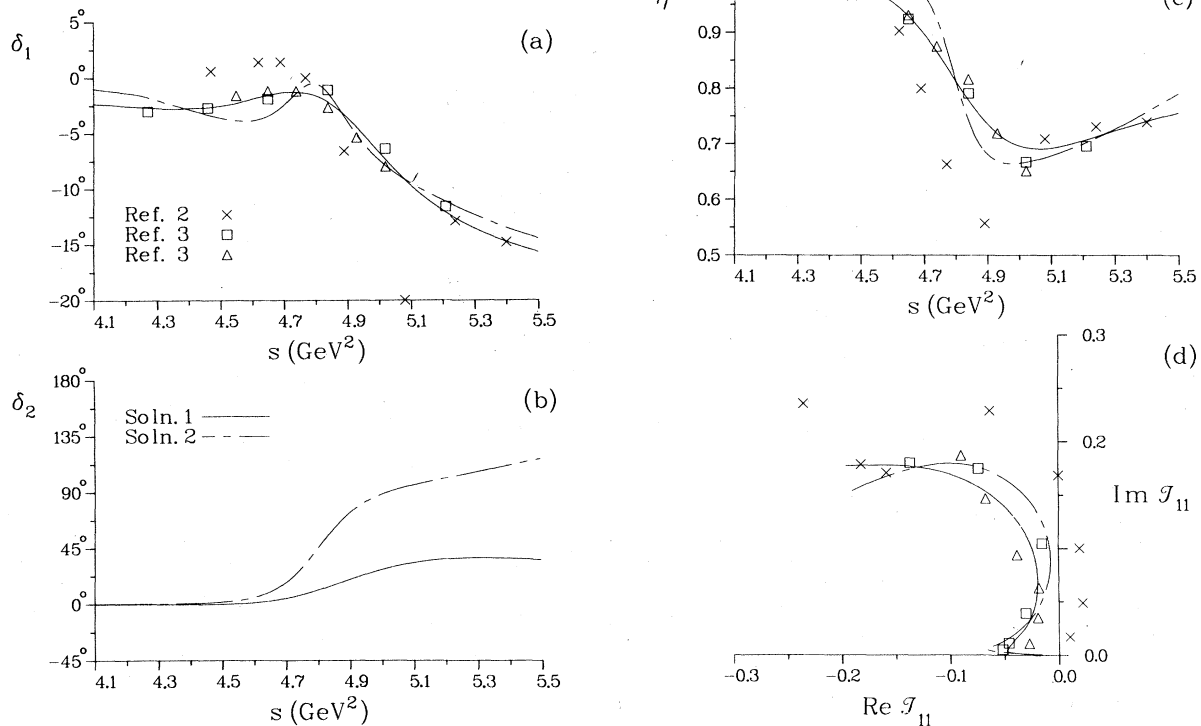 5°
δ₁
(a)
0°
−5°
−10°
Ref. 2 ×
Ref. 3 □
Ref. 3 △
−15°
−20°
4.1 4.3 4.5 4.7 4.9 5.1 5.3 5.5
s (GeV²)
180°
δ₂
(b)
Soln. 1
Soln. 2
135°
90°
45°
0°
−45°
4.1 4.3 4.5 4.7 4.9 5.1 5.3 5.5
s (GeV²)
0.9
0.8
0.7
0.6
0.5
4.1 4.3 4.5 4.7 4.9 5.1 5.3 5.5
s (GeV²)
0.3
(d)
0.2
Im 𝒯₁₁
0.1
0.0
−0.3 −0.2 −0.1 0.0
Re 𝒯₁₁